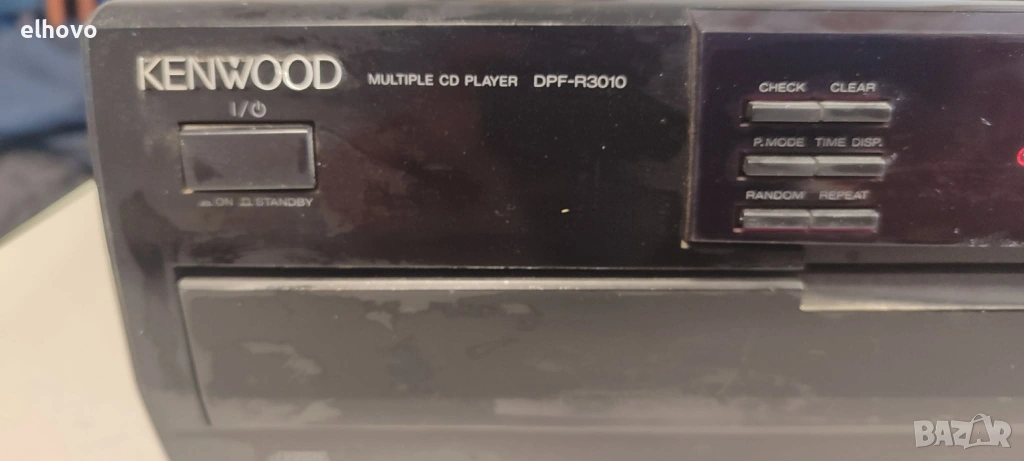 elhovo
KENWOOD MULTIPLE CD PLAYER DPF-R3010
I/⏻
ON STANDBY
CHECK CLEAR
P.MODE TIME DISP.
RANDOM REPEAT
BAZAR